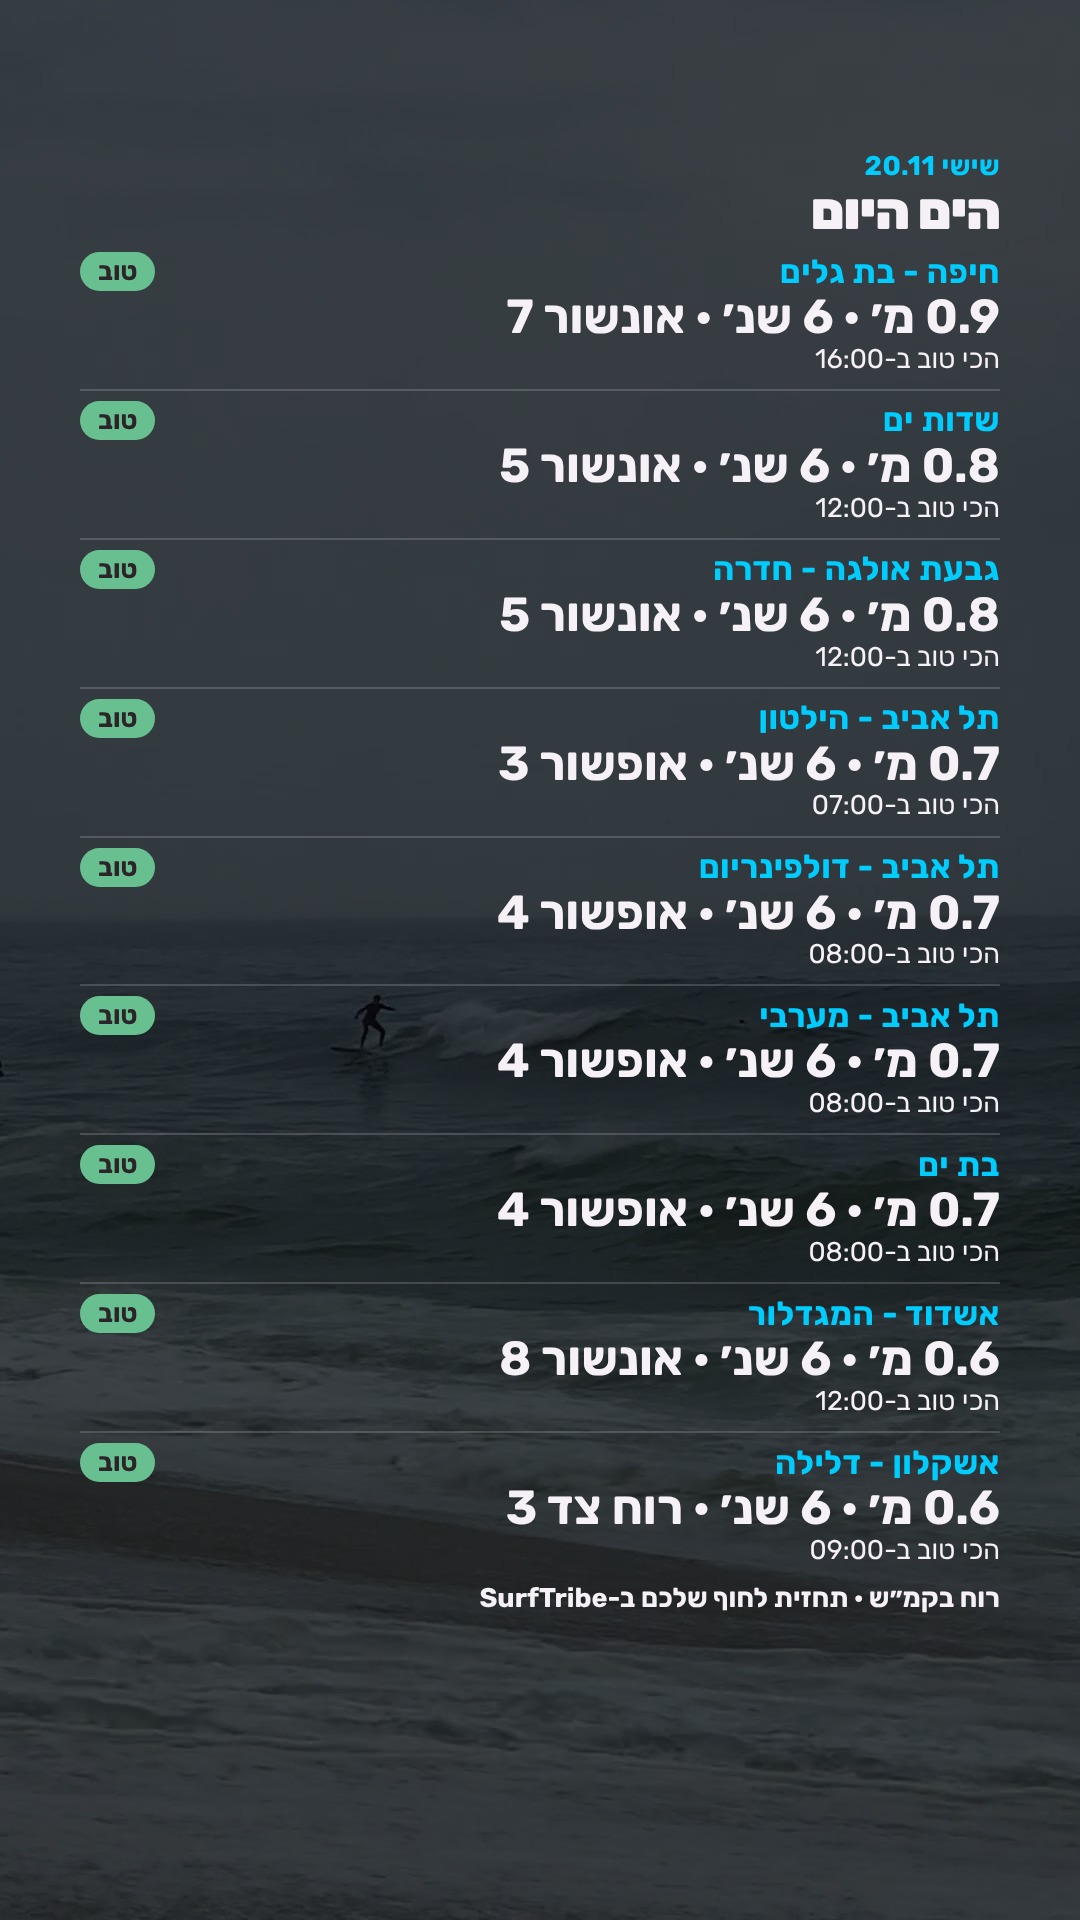 שישי 20.11
הים היום
חיפה - בת גלים
טוב
0.9 מ׳ • 6 שנ׳ • אונשור 7
הכי טוב ב-16:00
שדות ים
טוב
0.8 מ׳ • 6 שנ׳ • אונשור 5
הכי טוב ב-12:00
גבעת אולגה - חדרה
טוב
0.8 מ׳ • 6 שנ׳ • אונשור 5
הכי טוב ב-12:00
תל אביב - הילטון
טוב
0.7 מ׳ • 6 שנ׳ • אופשור 3
הכי טוב ב-07:00
תל אביב - דולפינריום
טוב
0.7 מ׳ • 6 שנ׳ • אופשור 4
הכי טוב ב-08:00
תל אביב - מערבי
טוב
0.7 מ׳ • 6 שנ׳ • אופשור 4
הכי טוב ב-08:00
בת ים
טוב
0.7 מ׳ • 6 שנ׳ • אופשור 4
הכי טוב ב-08:00
אשדוד - המגדלור
טוב
0.6 מ׳ • 6 שנ׳ • אונשור 8
הכי טוב ב-12:00
אשקלון - דלילה
טוב
0.6 מ׳ • 6 שנ׳ • רוח צד 3
הכי טוב ב-09:00
רוח בקמ״ש • תחזית לחוף שלכם ב-SurfTribe